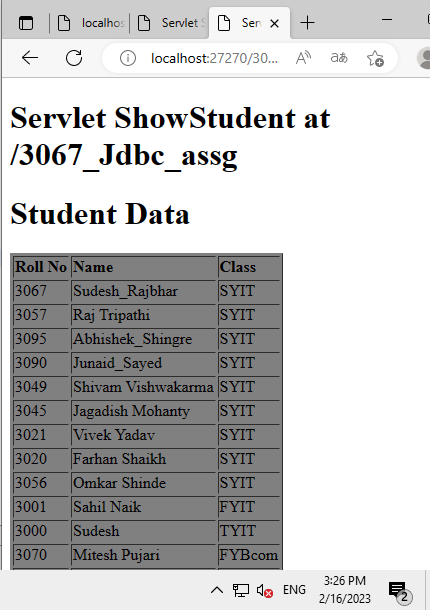 localhos
Servlet S
Serv
localhost:27270/30...
Servlet ShowStudent at
/3067_Jdbc_assg
Student Data
Roll No Name Class
3067 Sudesh_Rajbhar SYIT
3057 Raj Tripathi SYIT
3095 Abhishek_Shingre SYIT
3090 Junaid_Sayed SYIT
3049 Shivam Vishwakarma SYIT
3045 Jagadish Mohanty SYIT
3021 Vivek Yadav SYIT
3020 Farhan Shaikh SYIT
3056 Omkar Shinde SYIT
3001 Sahil Naik FYIT
3000 Sudesh TYIT
3070 Mitesh Pujari FYBcom
ENG
3:26 PM
2/16/2023
2